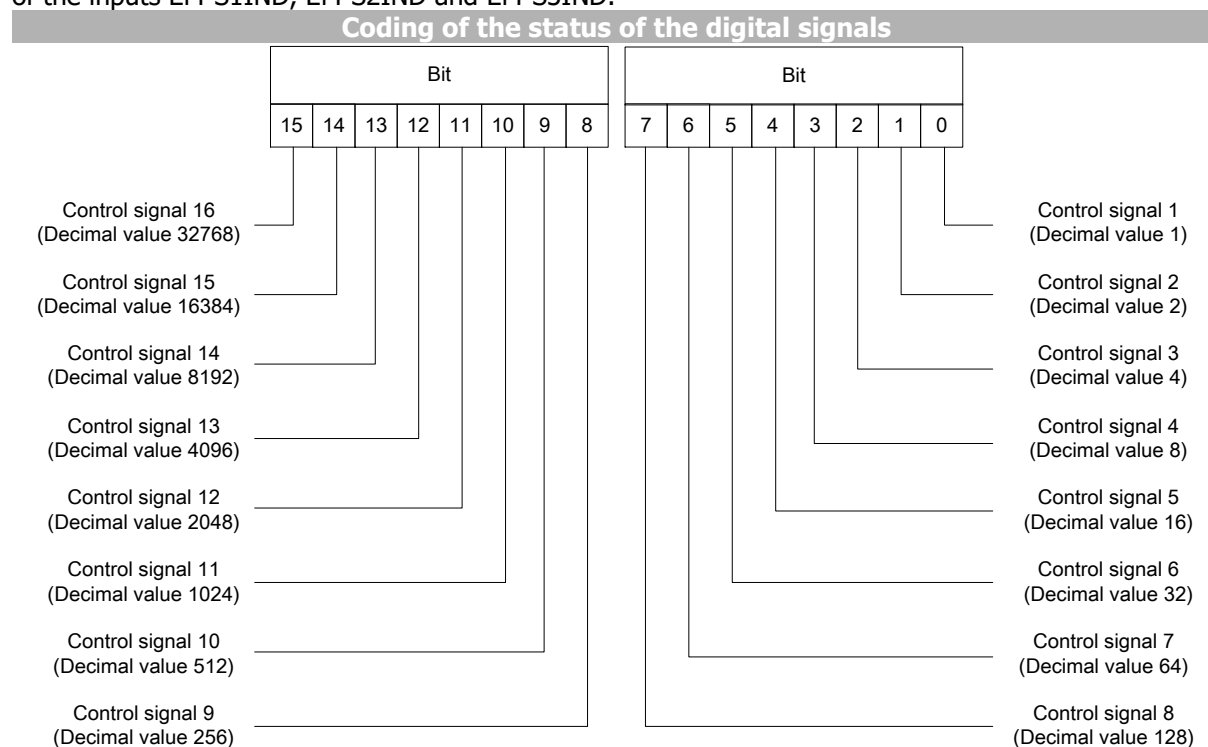 of the inputs EFPS1IND, EFPS2IND and EFPS3IND.
Coding of the status of the digital signals
Bit
Bit
15 14 13 12 11 10 9 8
7 6 5 4 3 2 1 0
Control signal 16
(Decimal value 32768)
Control signal 15
(Decimal value 16384)
Control signal 14
(Decimal value 8192)
Control signal 13
(Decimal value 4096)
Control signal 12
(Decimal value 2048)
Control signal 11
(Decimal value 1024)
Control signal 10
(Decimal value 512)
Control signal 9
(Decimal value 256)
Control signal 1
(Decimal value 1)
Control signal 2
(Decimal value 2)
Control signal 3
(Decimal value 4)
Control signal 4
(Decimal value 8)
Control signal 5
(Decimal value 16)
Control signal 6
(Decimal value 32)
Control signal 7
(Decimal value 64)
Control signal 8
(Decimal value 128)